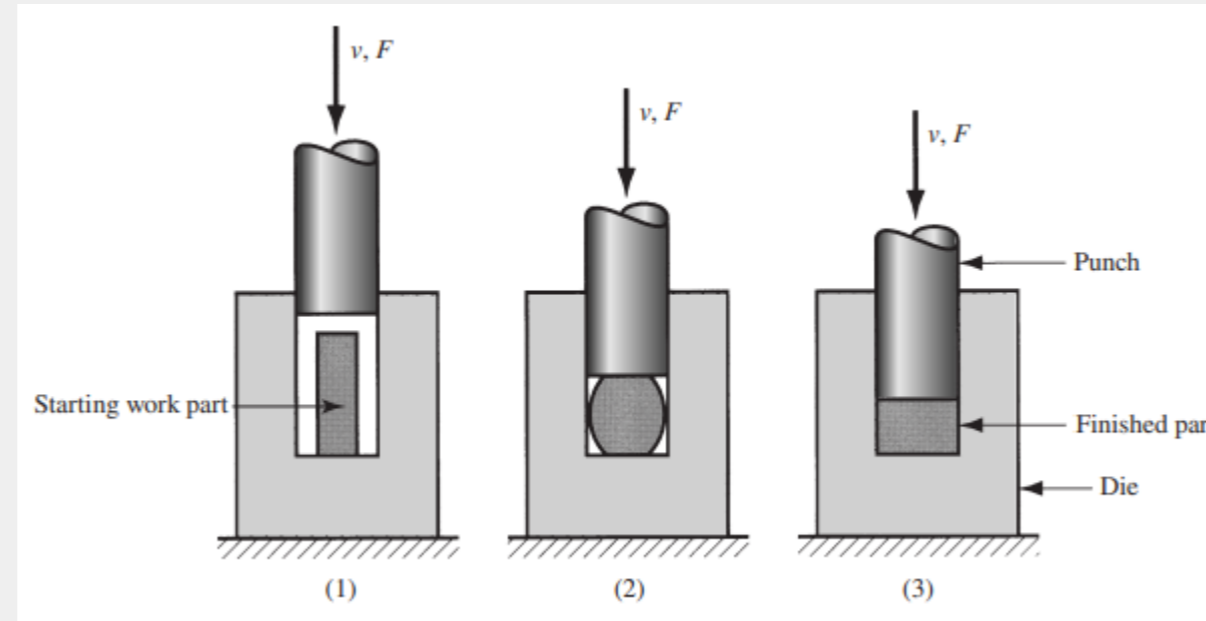 v, F
v, F
v, F
Punch
Starting work part
Finished par
Die
(1)
(2)
(3)